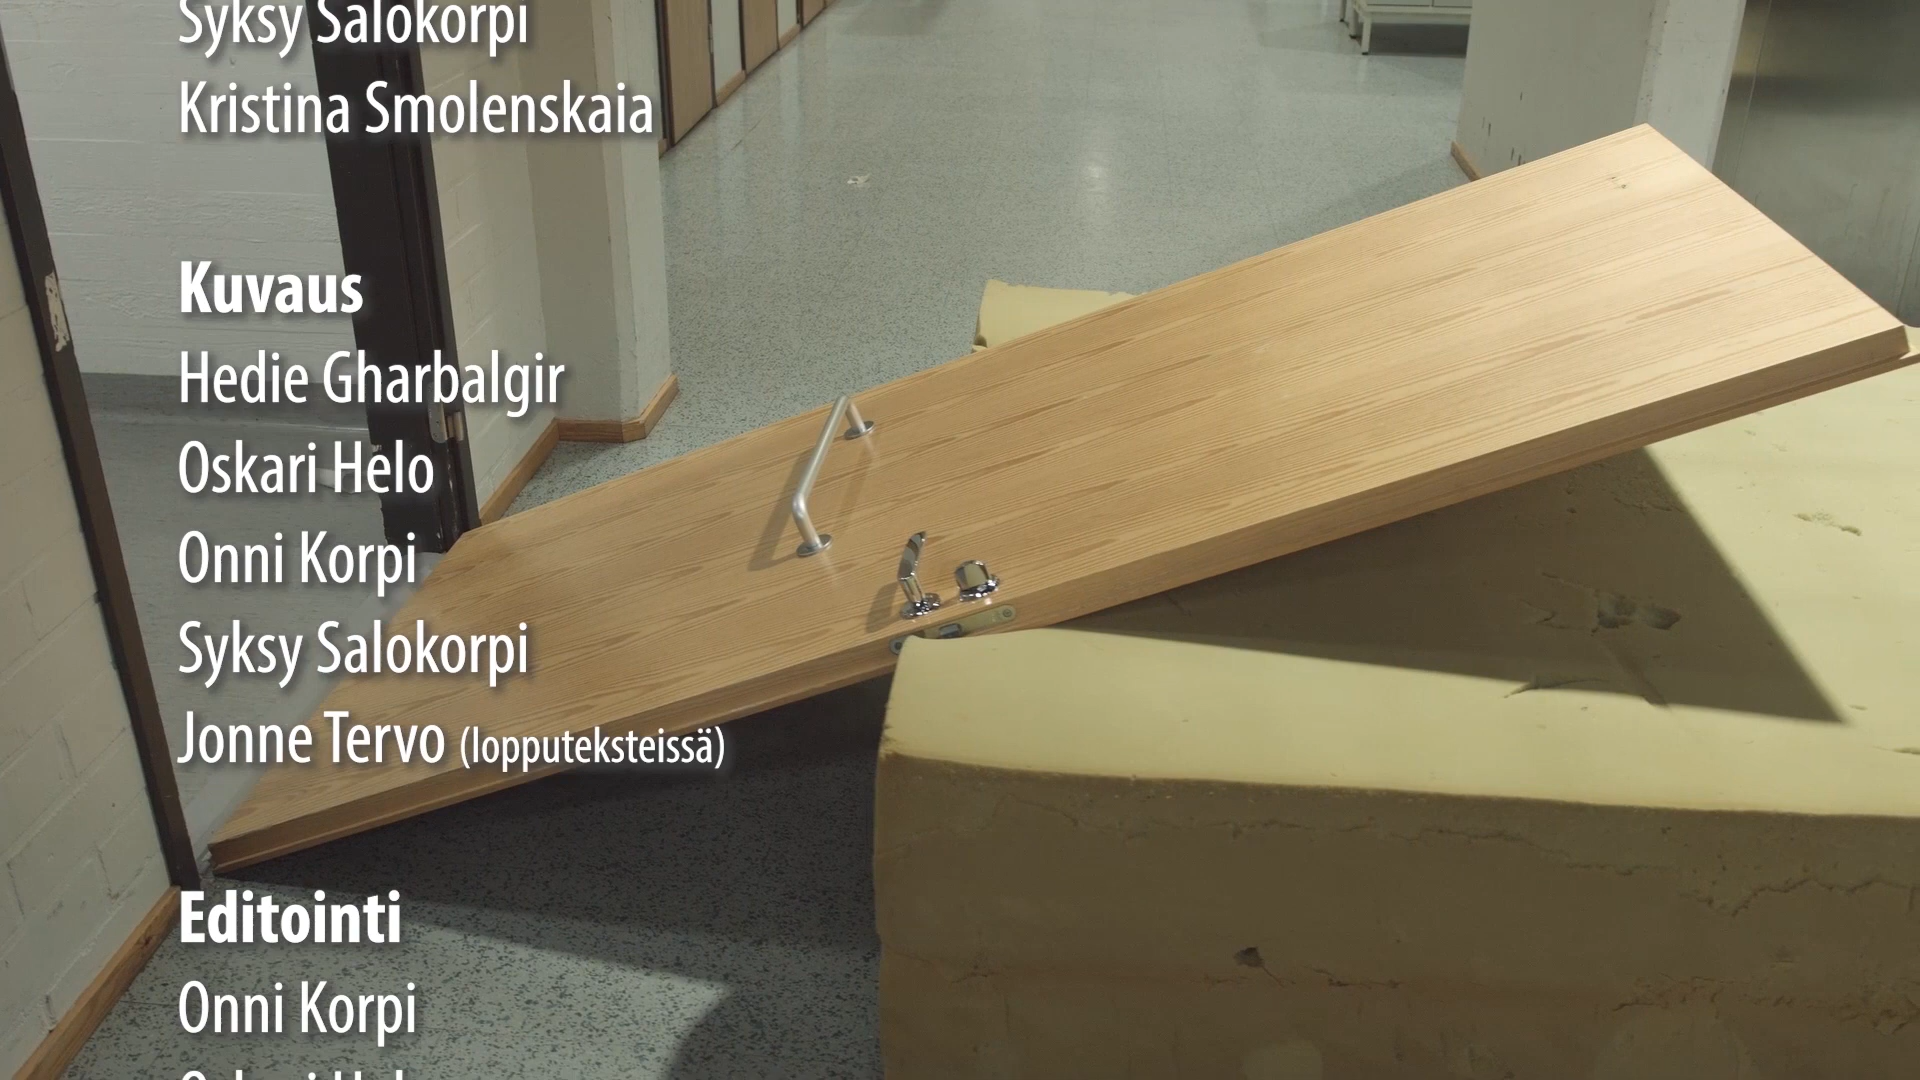 Syksy Salokorpi
Kristina Smolenskaia
Kuvaus
Hedie Gharbalgir
Oskari Helo
Onni Korpi
Syksy Salokorpi
Jonne Tervo (lopputeksteissä)
Editointi
Onni Korpi